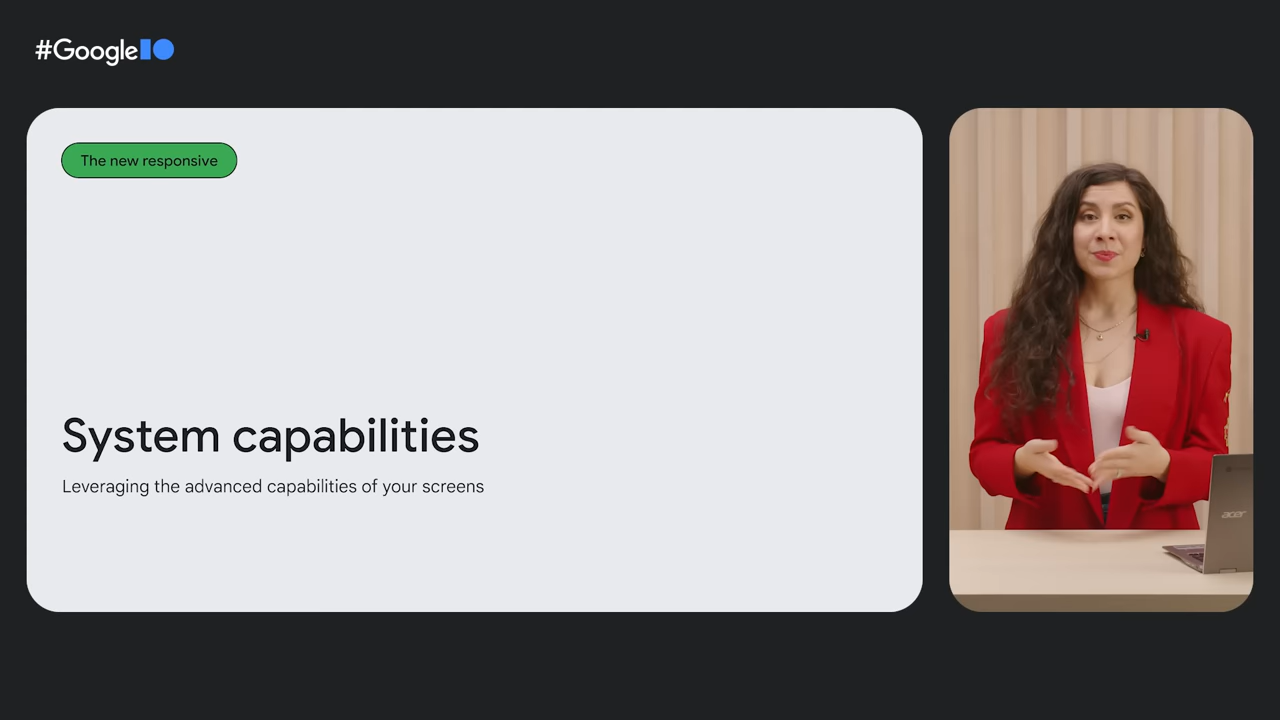 #GoogleIO
The new responsive
System capabilities
Leveraging the advanced capabilities of your screens
acer